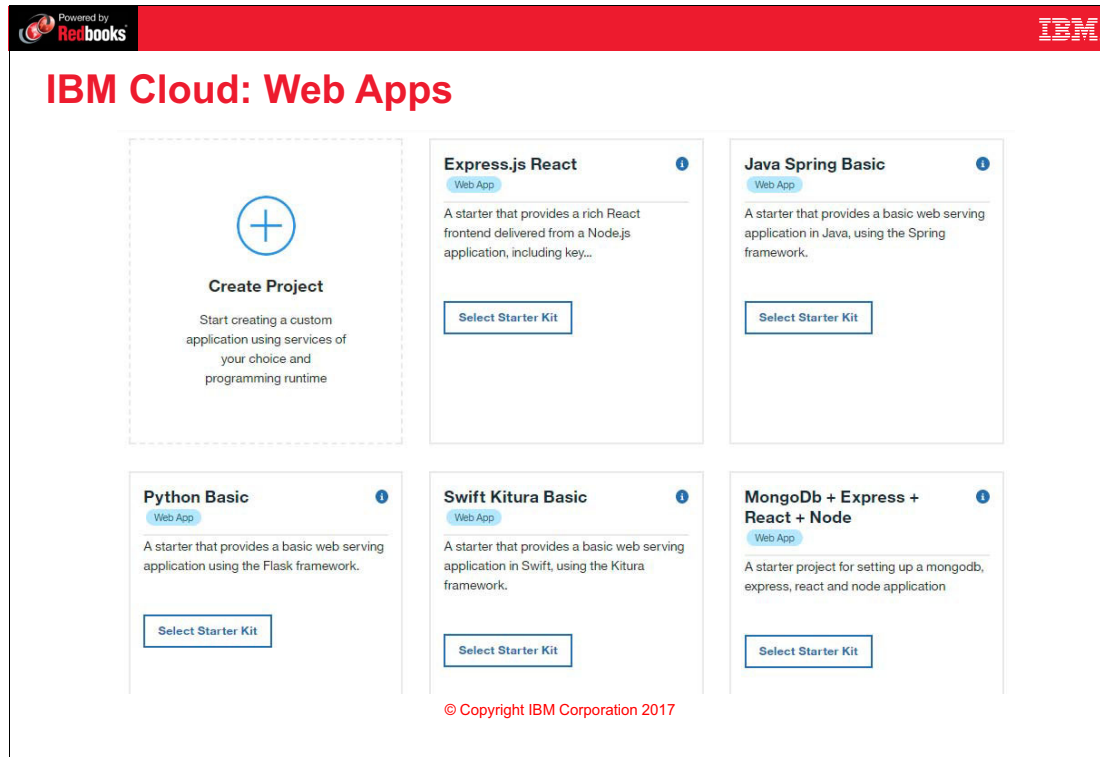 Powered by
Redbooks
IBM
IBM Cloud: Web Apps
Create Project
Start creating a custom
application using services of
your choice and
programming runtime
Express.js React
Web App
A starter that provides a rich React
frontend delivered from a Node.js
application, including key...
Select Starter Kit
Java Spring Basic
Web App
A starter that provides a basic web serving
application in Java, using the Spring
framework.
Select Starter Kit
Python Basic
Web App
A starter that provides a basic web serving
application using the Flask framework.
Select Starter Kit
Swift Kitura Basic
Web App
A starter that provides a basic web serving
application in Swift, using the Kitura
framework.
Select Starter Kit
MongoDb + Express +
React + Node
Web App
A starter project for setting up a mongodb,
express, react and node application
Select Starter Kit
© Copyright IBM Corporation 2017